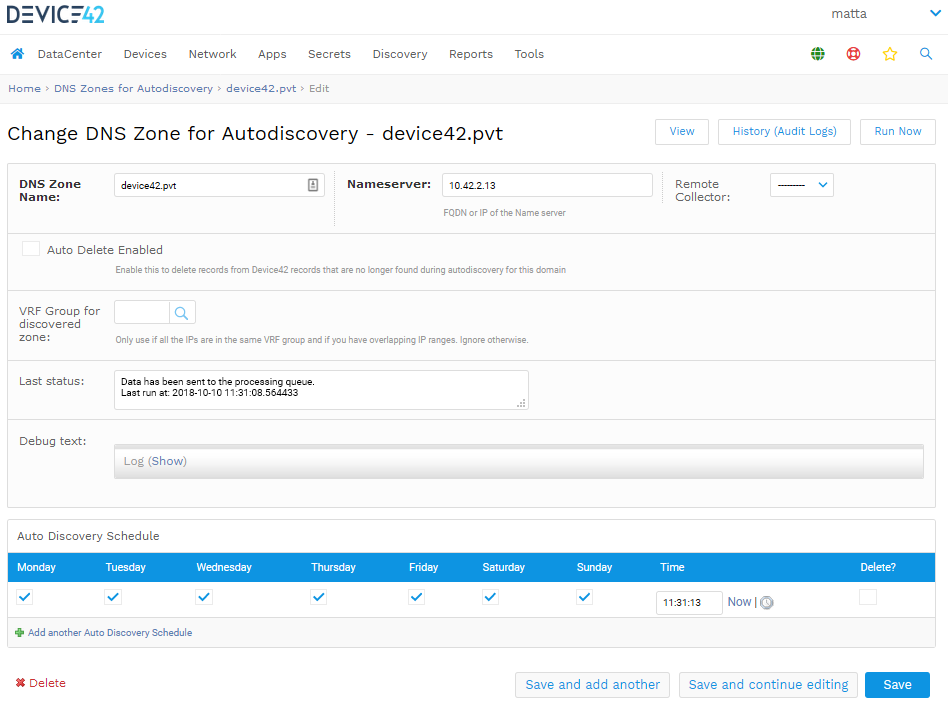 DEVICE42
matta
DataCenter Devices Network Apps Secrets Discovery Reports Tools
Home › DNS Zones for Autodiscovery › device42.pvt › Edit
Change DNS Zone for Autodiscovery - device42.pvt
View History (Audit Logs) Run Now
DNS Zone Name:
device42.pvt
Nameserver:
10.42.2.13
FQDN or IP of the Name server
Remote Collector:
---------
Auto Delete Enabled
Enable this to delete records from Device42 records that are no longer found during autodiscovery for this domain
VRF Group for
discovered
zone:
Only use if all the IPs are in the same VRF group and if you have overlapping IP ranges. Ignore otherwise.
Last status:
Data has been sent to the processing queue.
Last run at: 2018-10-10 11:31:08.564433
Debug text:
Log (Show)
Auto Discovery Schedule
Monday Tuesday Wednesday Thursday Friday Saturday Sunday Time Delete?
11:31:13 Now |
Add another Auto Discovery Schedule
Delete
Save and add another Save and continue editing Save